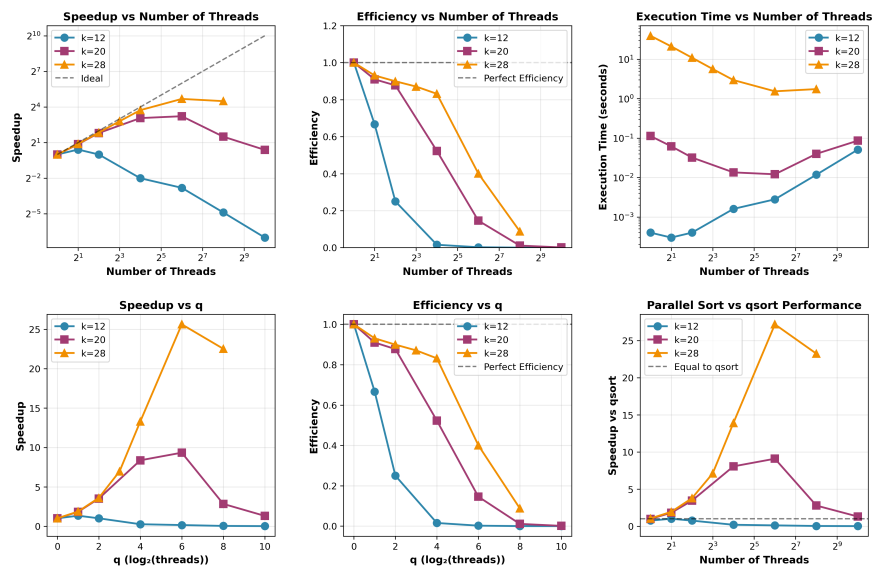 Speedup vs Number of Threads
Speedup
2^10
2^7
2^4
2^1
2^−2
2^−5
k=12
k=20
k=28
Ideal
2^1
2^3
2^5
2^7
2^9
Number of Threads
Efficiency vs Number of Threads
Efficiency
1.2
1.0
0.8
0.6
0.4
0.2
0.0
k=12
k=20
k=28
Perfect Efficiency
2^1
2^3
2^5
2^7
2^9
Number of Threads
Execution Time vs Number of Threads
Execution Time (seconds)
10^1
10^0
10^−1
10^−2
10^−3
k=12
k=20
k=28
2^1
2^3
2^5
2^7
2^9
Number of Threads
Speedup vs q
Speedup
25
20
15
10
5
0
k=12
k=20
k=28
0
2
4
6
8
10
q (log₂(threads))
Efficiency vs q
Efficiency
1.0
0.8
0.6
0.4
0.2
0.0
k=12
k=20
k=28
Perfect Efficiency
0
2
4
6
8
10
q (log₂(threads))
Parallel Sort vs qsort Performance
Speedup vs qsort
25
20
15
10
5
0
k=12
k=20
k=28
Equal to qsort
2^1
2^3
2^5
2^7
2^9
Number of Threads